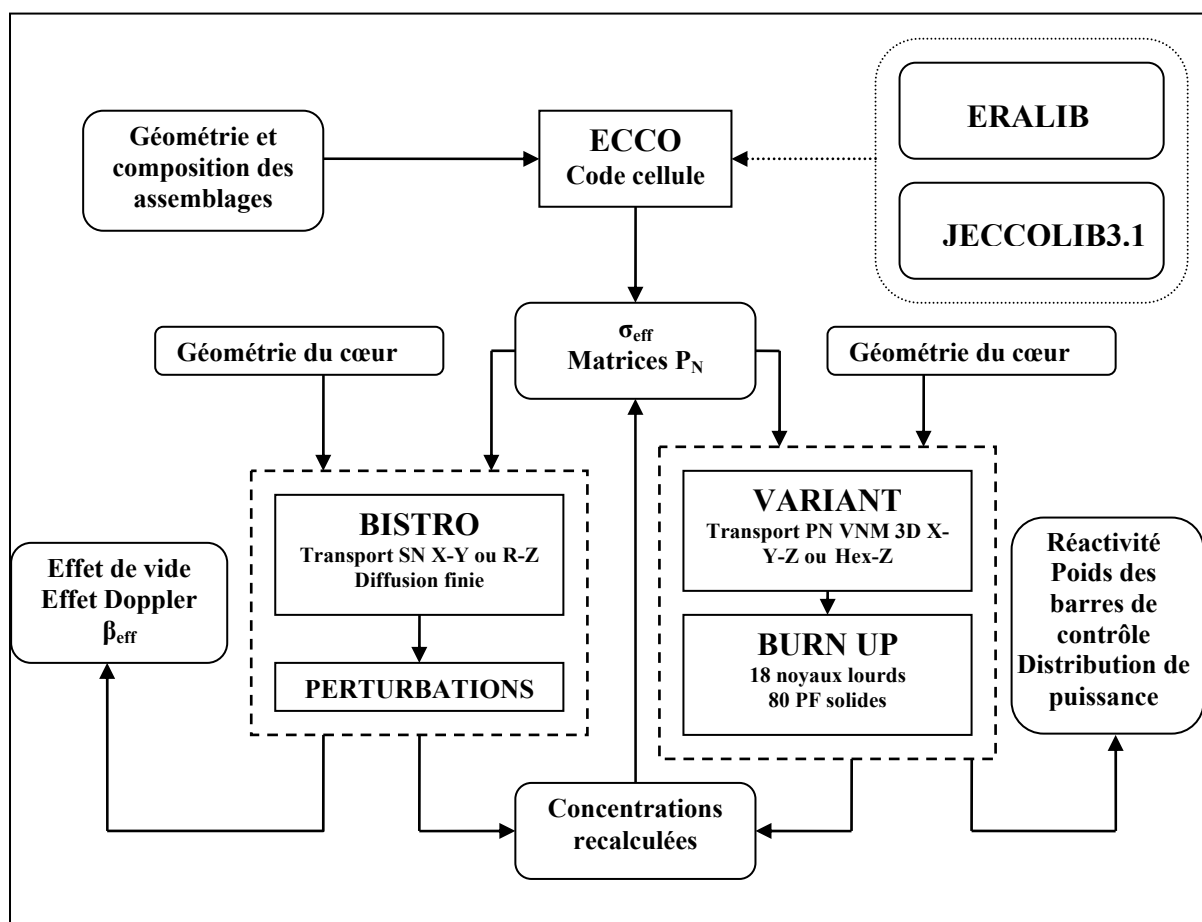 Géométrie et
composition des
assemblages
ECCO
Code cellule
ERALIB
JECCOLIB3.1
Géométrie du cœur
σeff
Matrices PN
Géométrie du cœur
BISTRO
Transport SN X-Y ou R-Z
Diffusion finie
PERTURBATIONS
VARIANT
Transport PN VNM 3D X-
Y-Z ou Hex-Z
BURN UP
18 noyaux lourds
80 PF solides
Effet de vide
Effet Doppler
βeff
Réactivité
Poids des
barres de
contrôle
Distribution de
puissance
Concentrations
recalculées